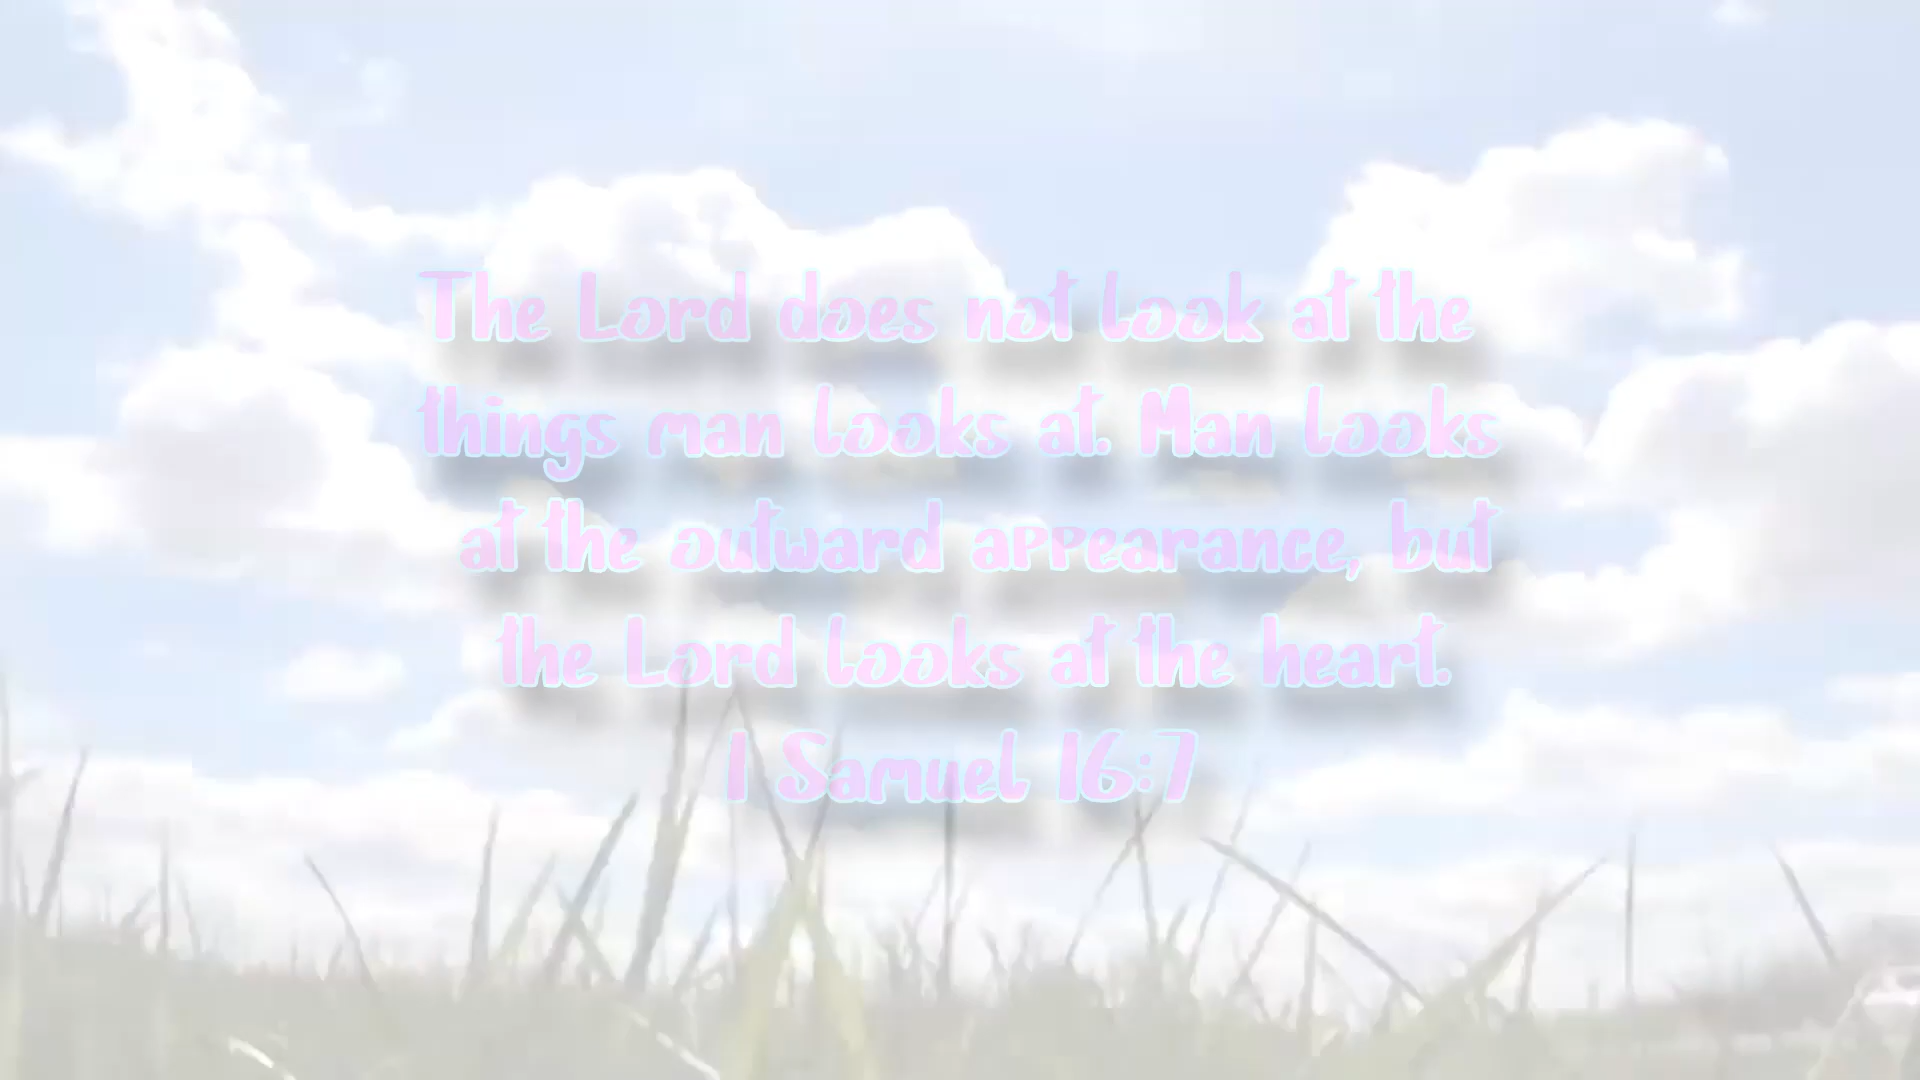 The Lord does not look at the
things man looks at. Man looks
at the outward appearance, but
the Lord looks at the heart.
1 Samuel 16:7